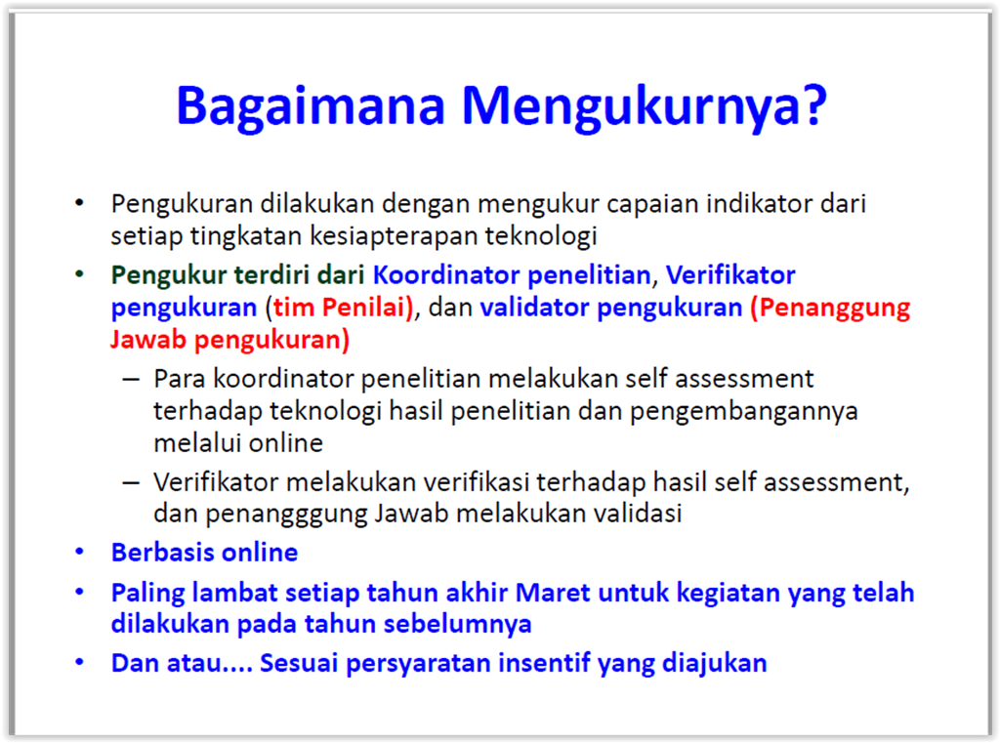 Bagaimana Mengukurnya?
• Pengukuran dilakukan dengan mengukur capaian indikator dari
setiap tingkatan kesiapterapan teknologi
• Pengukur terdiri dari Koordinator penelitian, Verifikator
pengukuran (tim Penilai), dan validator pengukuran (Penanggung
Jawab pengukuran)
– Para koordinator penelitian melakukan self assessment
terhadap teknologi hasil penelitian dan pengembangannya
melalui online
– Verifikator melakukan verifikasi terhadap hasil self assessment,
dan penangggung Jawab melakukan validasi
• Berbasis online
• Paling lambat setiap tahun akhir Maret untuk kegiatan yang telah
dilakukan pada tahun sebelumnya
• Dan atau.... Sesuai persyaratan insentif yang diajukan